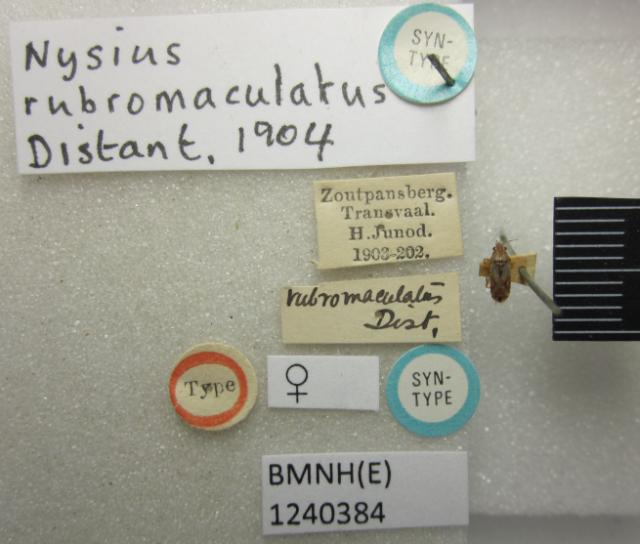 Nysius
rubromaculatus
Distant, 1904
SYN-
TYPE
Zoutpansberg.
Transvaal.
H. Junod.
1903-202.
rubromaculatus
Dist,
Type
♀
SYN-
TYPE
BMNH(E)
1240384